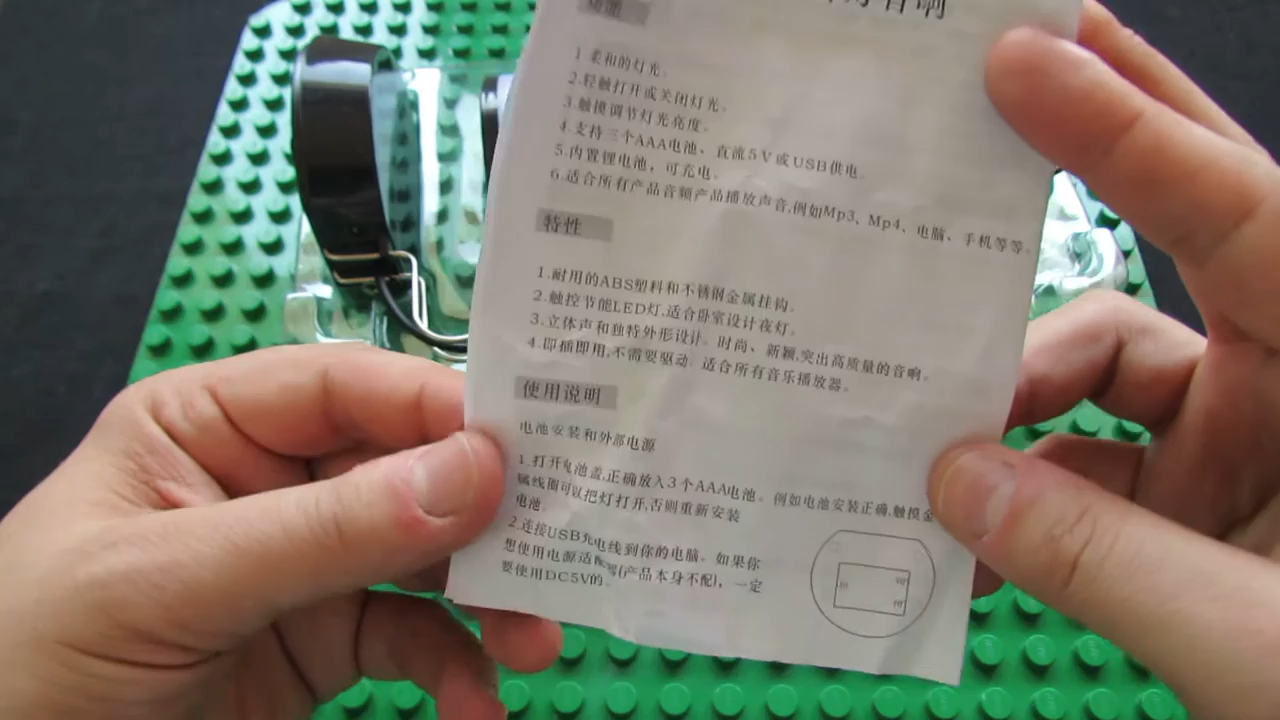 音响
功能
1 柔和的灯光。
2.轻触打开或关闭灯光。
3.触摸调节灯光亮度。
4.支持三个AAA电池、直流5V或USB供电。
5.内置锂电池，可充电。
6.适合所有产品音频产品播放声音,例如Mp3、Mp4、电脑、手机等等。
特性
1.耐用的ABS塑料和不锈钢金属挂钩。
2.触控节能LED灯,适合卧室设计夜灯。
3.立体声和独特外形设计。时尚、新颖,突出高质量的音响。
4.即插即用,不需要驱动. 适合所有音乐播放器。
使用说明
电池安装和外部电源
1.打开电池盖,正确放入3个AAA电池。例如电池安装正确,触摸金
属线圈可以把灯打开,否则重新安装
电池。
2.连接USB充电线到你的电脑。如果你
想使用电源适配器(产品本身不配)，一定
要使用DC5V的。